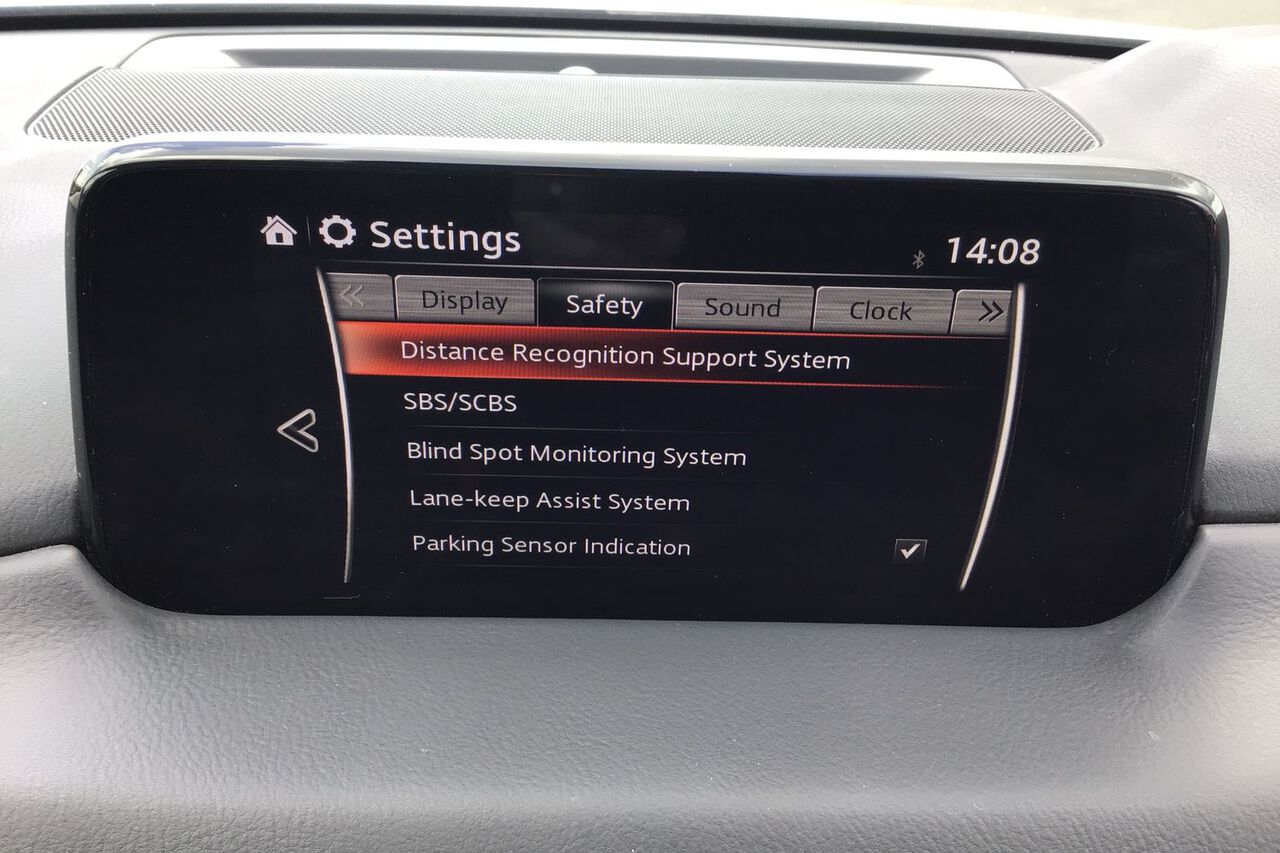 Settings
14:08
Display Safety Sound Clock
Distance Recognition Support System
SBS/SCBS
Blind Spot Monitoring System
Lane-keep Assist System
Parking Sensor Indication